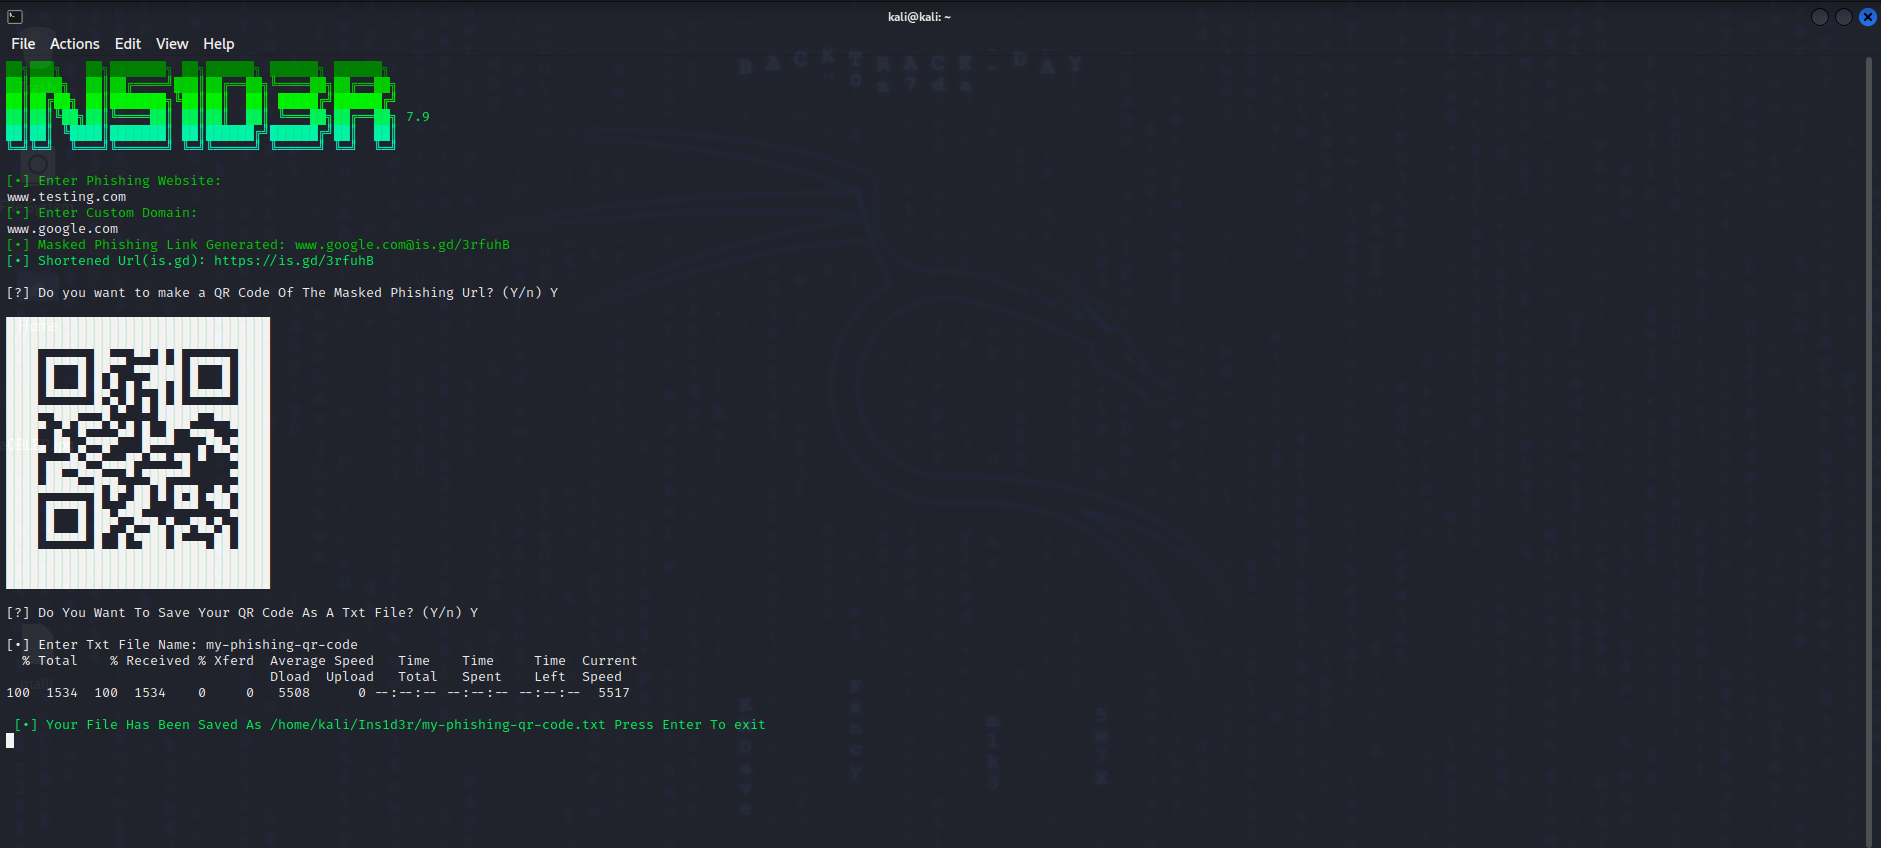 kali@kali: ~
File Actions Edit View Help
INS1D3R 7.9
[•] Enter Phishing Website:
www.testing.com
[•] Enter Custom Domain:
www.google.com
[•] Masked Phishing Link Generated: www.google.com@is.gd/3rfuhB
[•] Shortened Url(is.gd): https://is.gd/3rfuhB
[?] Do you want to make a QR Code Of The Masked Phishing Url? (Y/n) Y
[?] Do You Want To Save Your QR Code As A Txt File? (Y/n) Y
[•] Enter Txt File Name: my-phishing-qr-code
% Total % Received % Xferd Average Speed Time Time Time Current
Dload Upload Total Spent Left Speed
100 1534 100 1534 0 0 5508 0 --:--:-- --:--:-- --:--:-- 5517
[•] Your File Has Been Saved As /home/kali/Ins1d3r/my-phishing-qr-code.txt Press Enter To exit